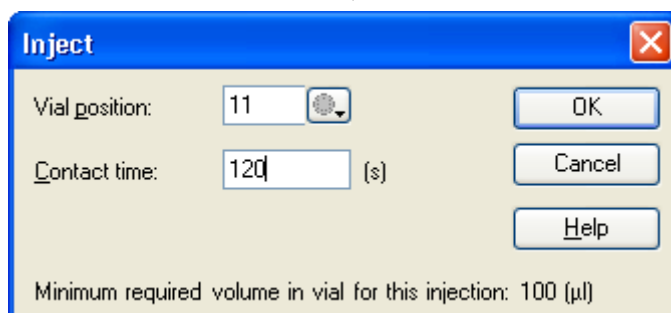 Inject
Vial position: 11 OK
Contact time: 120 (s) Cancel
Help
Minimum required volume in vial for this injection: 100 (µl)